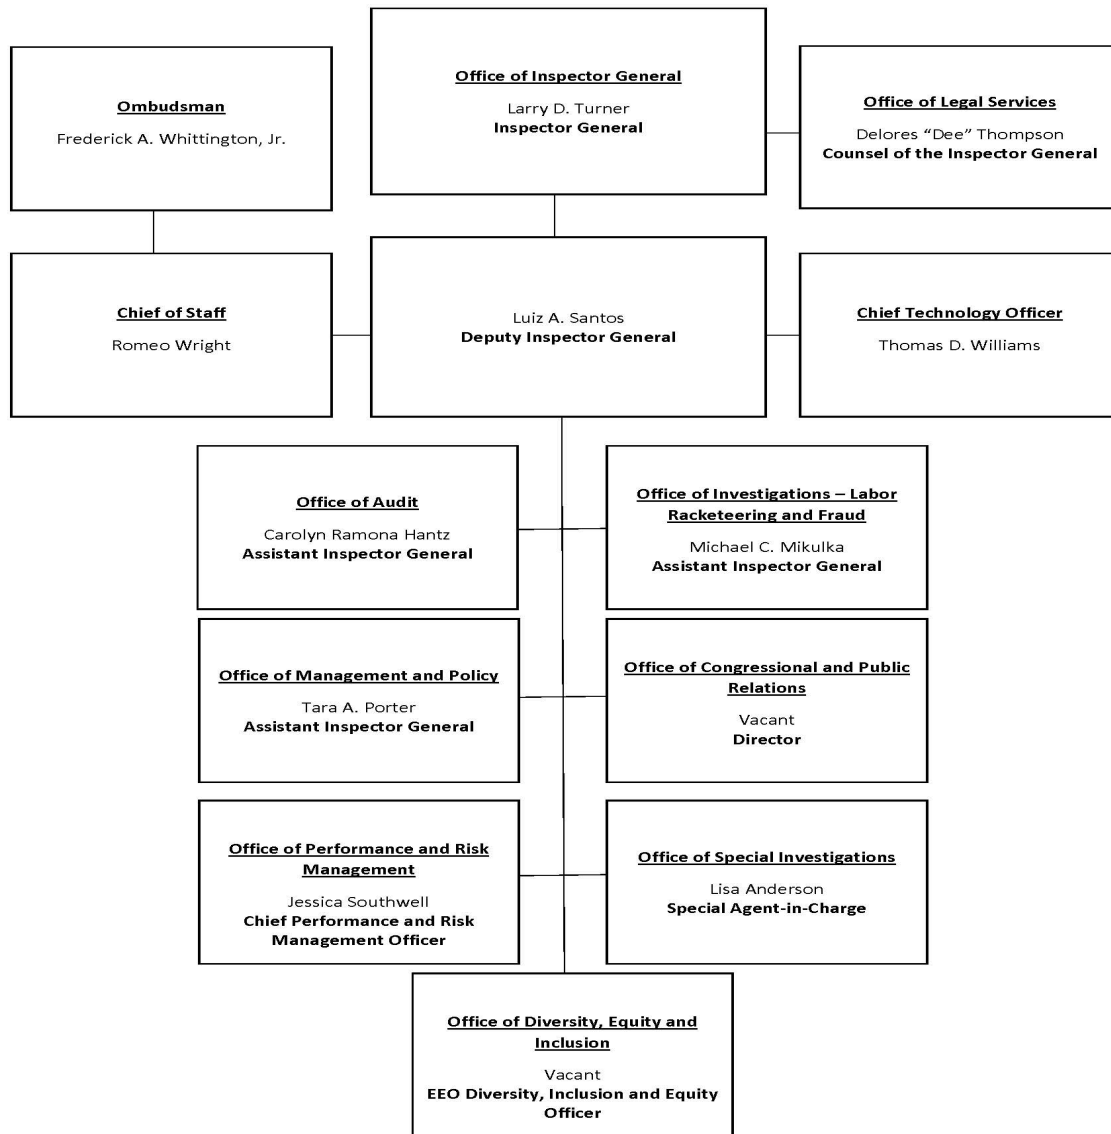 Office of Inspector General
Larry D. Turner
Inspector General
Ombudsman
Frederick A. Whittington, Jr.
Office of Legal Services
Delores “Dee” Thompson
Counsel of the Inspector General
Chief of Staff
Romeo Wright
Luiz A. Santos
Deputy Inspector General
Chief Technology Officer
Thomas D. Williams
Office of Audit
Carolyn Ramona Hantz
Assistant Inspector General
Office of Investigations – Labor
Racketeering and Fraud
Michael C. Mikulka
Assistant Inspector General
Office of Management and Policy
Tara A. Porter
Assistant Inspector General
Office of Congressional and Public
Relations
Vacant
Director
Office of Performance and Risk
Management
Jessica Southwell
Chief Performance and Risk
Management Officer
Office of Special Investigations
Lisa Anderson
Special Agent-in-Charge
Office of Diversity, Equity and
Inclusion
Vacant
EEO Diversity, Inclusion and Equity
Officer